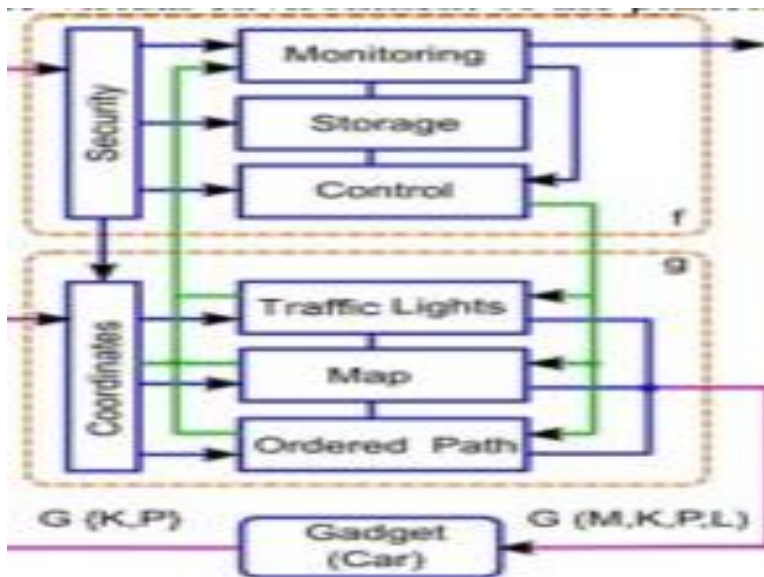 Monitoring
Security
Storage
Control
f
g
Traffic Lights
Coordinates
Map
Ordered Path
G {K,P}
Gadget
(Car)
G (M,K,P,L)